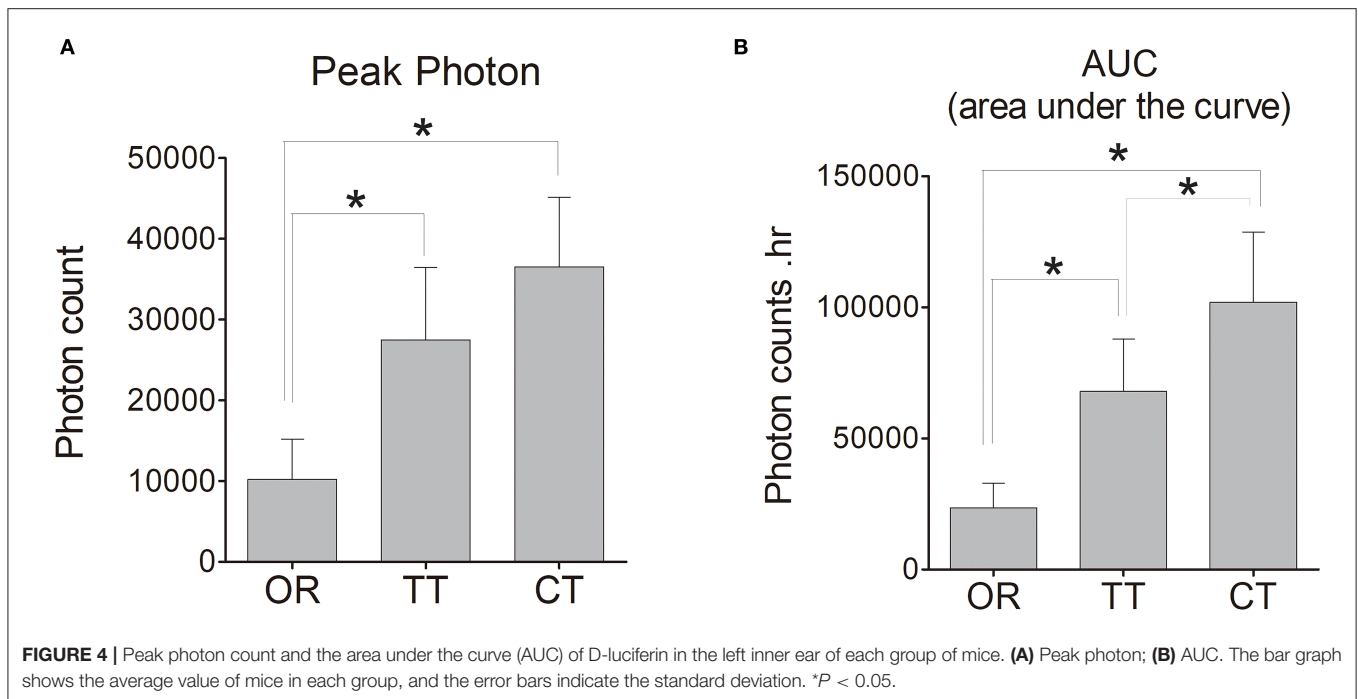 A
Peak Photon
*
*
50000
40000
30000
20000
10000
0
Photon count
OR TT CT
B
AUC
(area under the curve)
*
*
*
150000
100000
50000
0
Photon counts .hr
OR TT CT
FIGURE 4 | Peak photon count and the area under the curve (AUC) of D-luciferin in the left inner ear of each group of mice. (A) Peak photon; (B) AUC. The bar graph
shows the average value of mice in each group, and the error bars indicate the standard deviation. *P < 0.05.